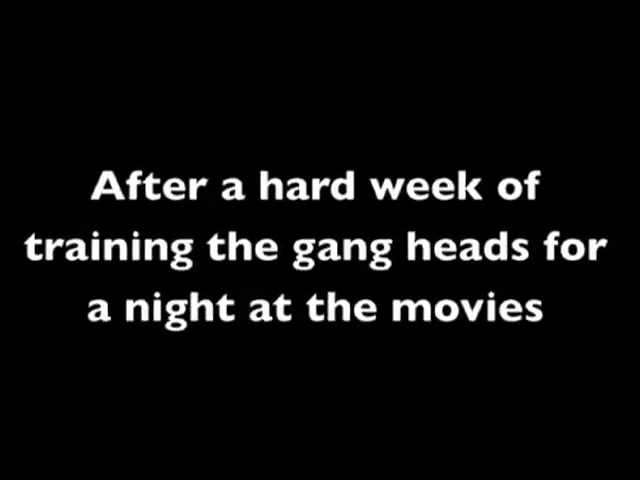 After a hard week of
training the gang heads for
a night at the movies